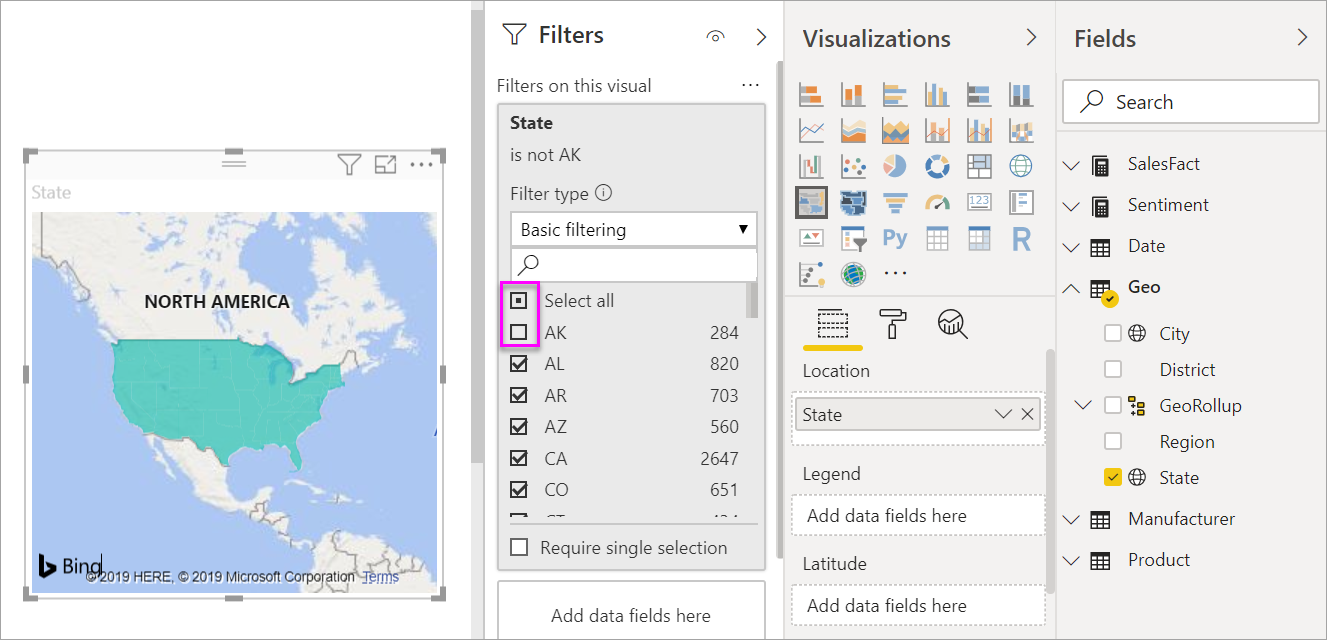 State
NORTH AMERICA
Bing
© 2019 HERE, © 2019 Microsoft Corporation Terms
Filters
Filters on this visual
State
is not AK
Filter type
Basic filtering
Select all
AK 284
AL 820
AR 703
AZ 560
CA 2647
CO 651
Require single selection
Add data fields here
Visualizations
123
Py
R
Location
State
Legend
Add data fields here
Latitude
Add data fields here
Fields
Search
SalesFact
Sentiment
Date
Geo
City
District
GeoRollup
Region
State
Manufacturer
Product